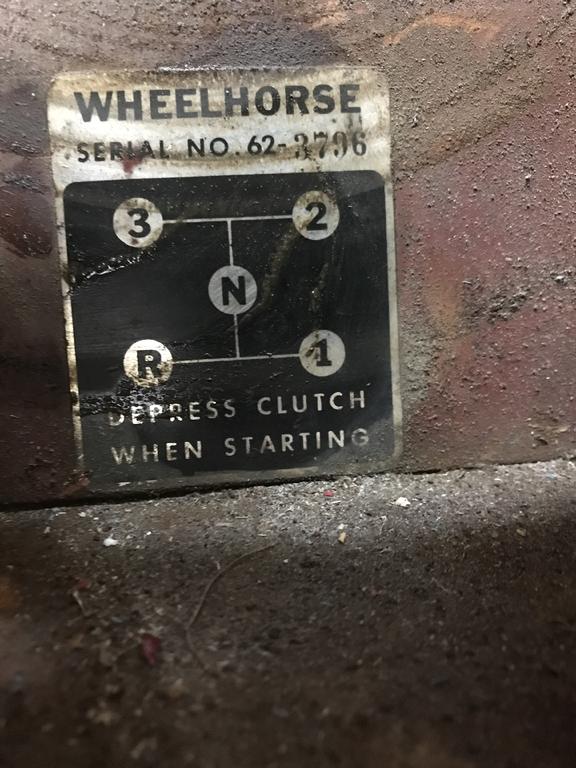 WHEELHORSE
SERIAL NO. 62-3796
3 2
N
R 1
DEPRESS CLUTCH
WHEN STARTING